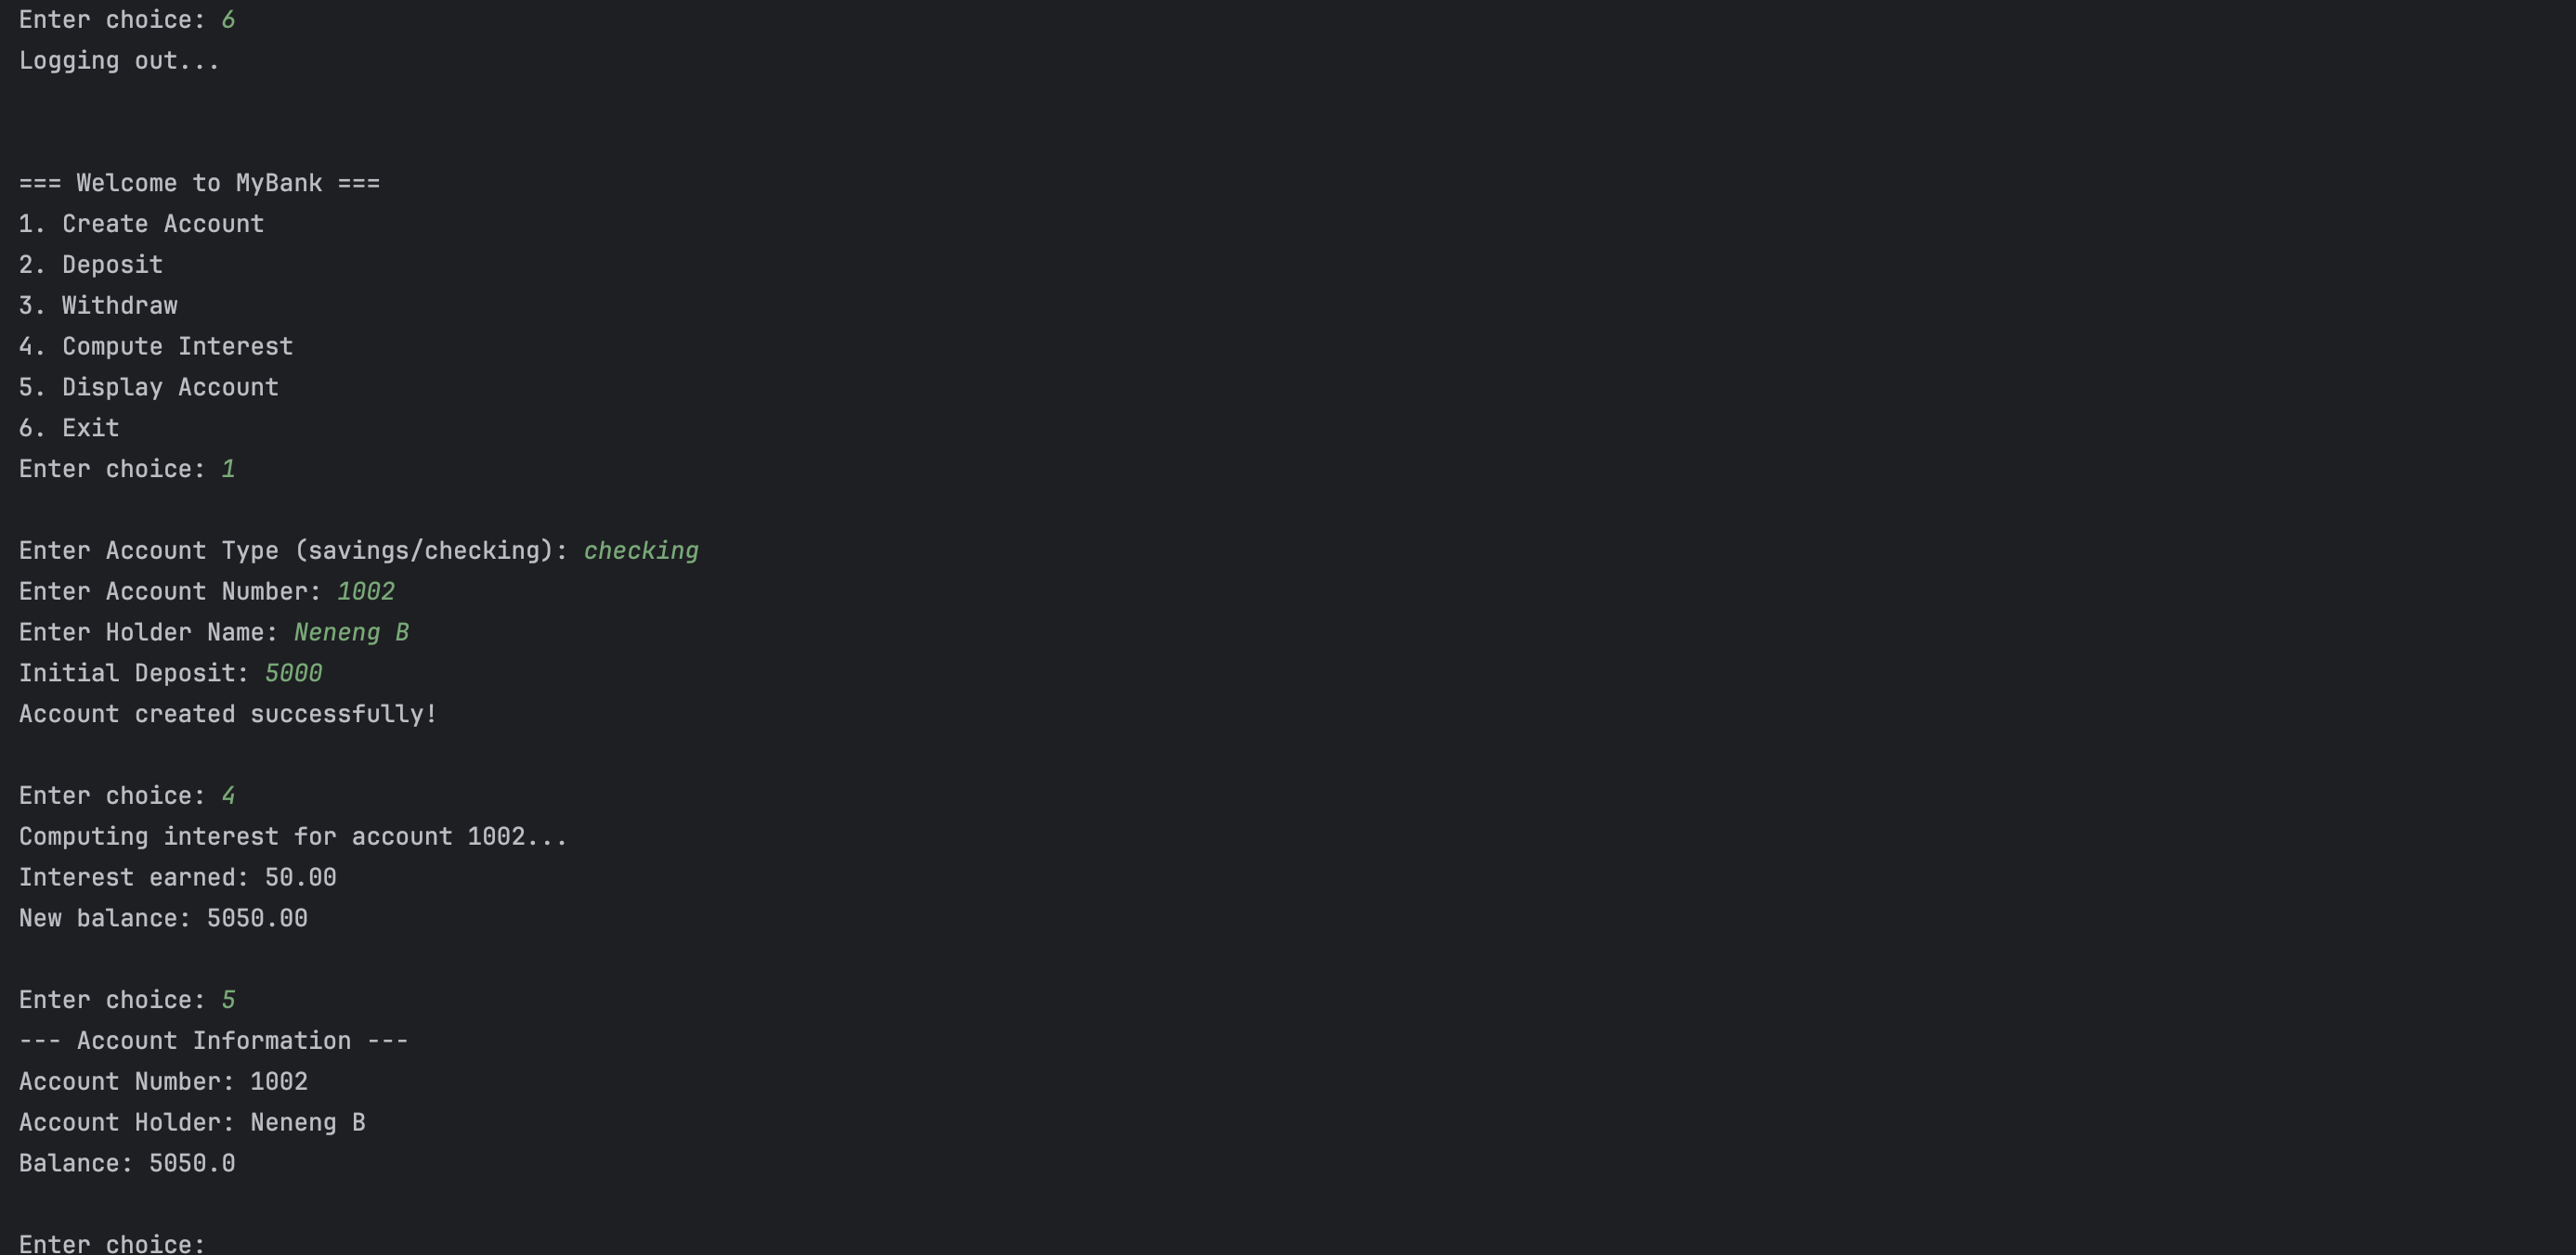 Enter choice: 6
Logging out...
=== Welcome to MyBank ===
1. Create Account
2. Deposit
3. Withdraw
4. Compute Interest
5. Display Account
6. Exit
Enter choice: 1
Enter Account Type (savings/checking): checking
Enter Account Number: 1002
Enter Holder Name: Neneng B
Initial Deposit: 5000
Account created successfully!
Enter choice: 4
Computing interest for account 1002...
Interest earned: 50.00
New balance: 5050.00
Enter choice: 5
--- Account Information ---
Account Number: 1002
Account Holder: Neneng B
Balance: 5050.0
Enter choice: